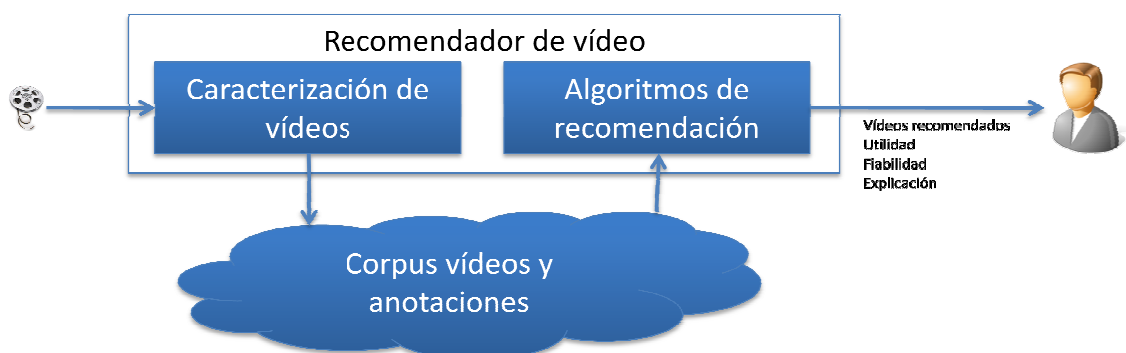 Recomendador de vídeo
Caracterización de
vídeos
Algoritmos de
recomendación
Vídeos recomendados
Utilidad
Fiabilidad
Explicación
Corpus vídeos y
anotaciones